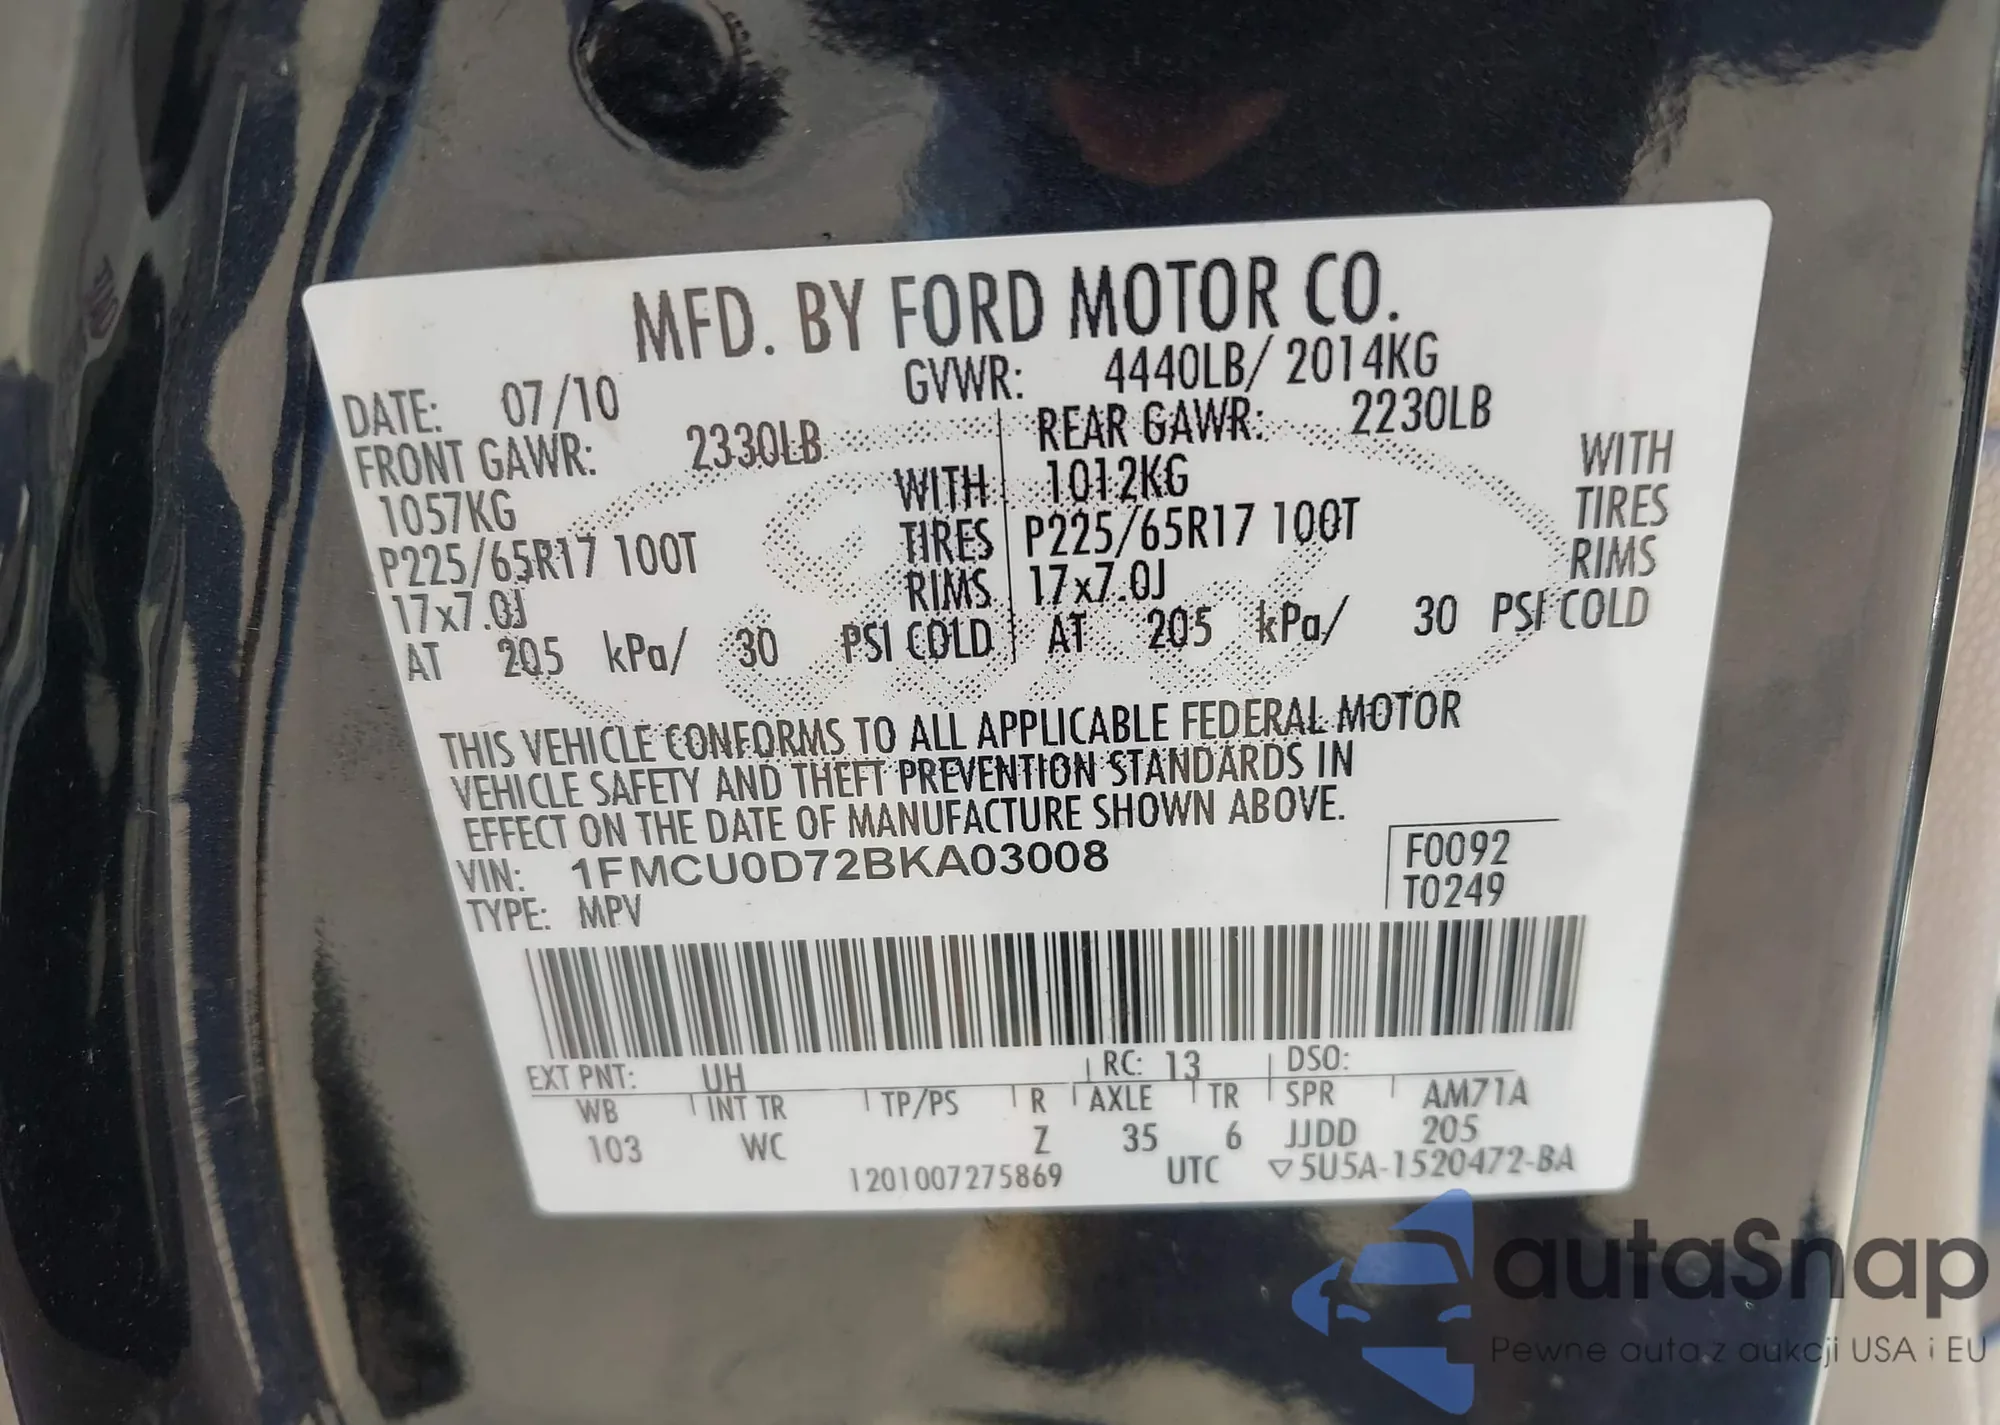 MFD. BY FORD MOTOR CO.
DATE: 07/10 GVWR: 4440LB/ 2014KG
FRONT GAWR: 2330LB REAR GAWR: 2230LB
1057KG WITH 1012KG WITH
P225/65R17 100T TIRES P225/65R17 100T TIRES
17x7.0J RIMS 17x7.0J RIMS
AT 205 kPa/ 30 PSI COLD AT 205 kPa/ 30 PSI COLD
THIS VEHICLE CONFORMS TO ALL APPLICABLE FEDERAL MOTOR
VEHICLE SAFETY AND THEFT PREVENTION STANDARDS IN
EFFECT ON THE DATE OF MANUFACTURE SHOWN ABOVE.
VIN: 1FMCU0D72BKA03008 F0092
TYPE: MPV T0249
EXT PNT: UH RC: 13 DSO:
WB INT TR TP/PS R AXLE TR SPR AM71A
103 WC Z 35 6 JJDD 205
1201007275869 UTC ▽5U5A-1520472-BA
autaSnap
Pewne auta z aukcji USA i EU